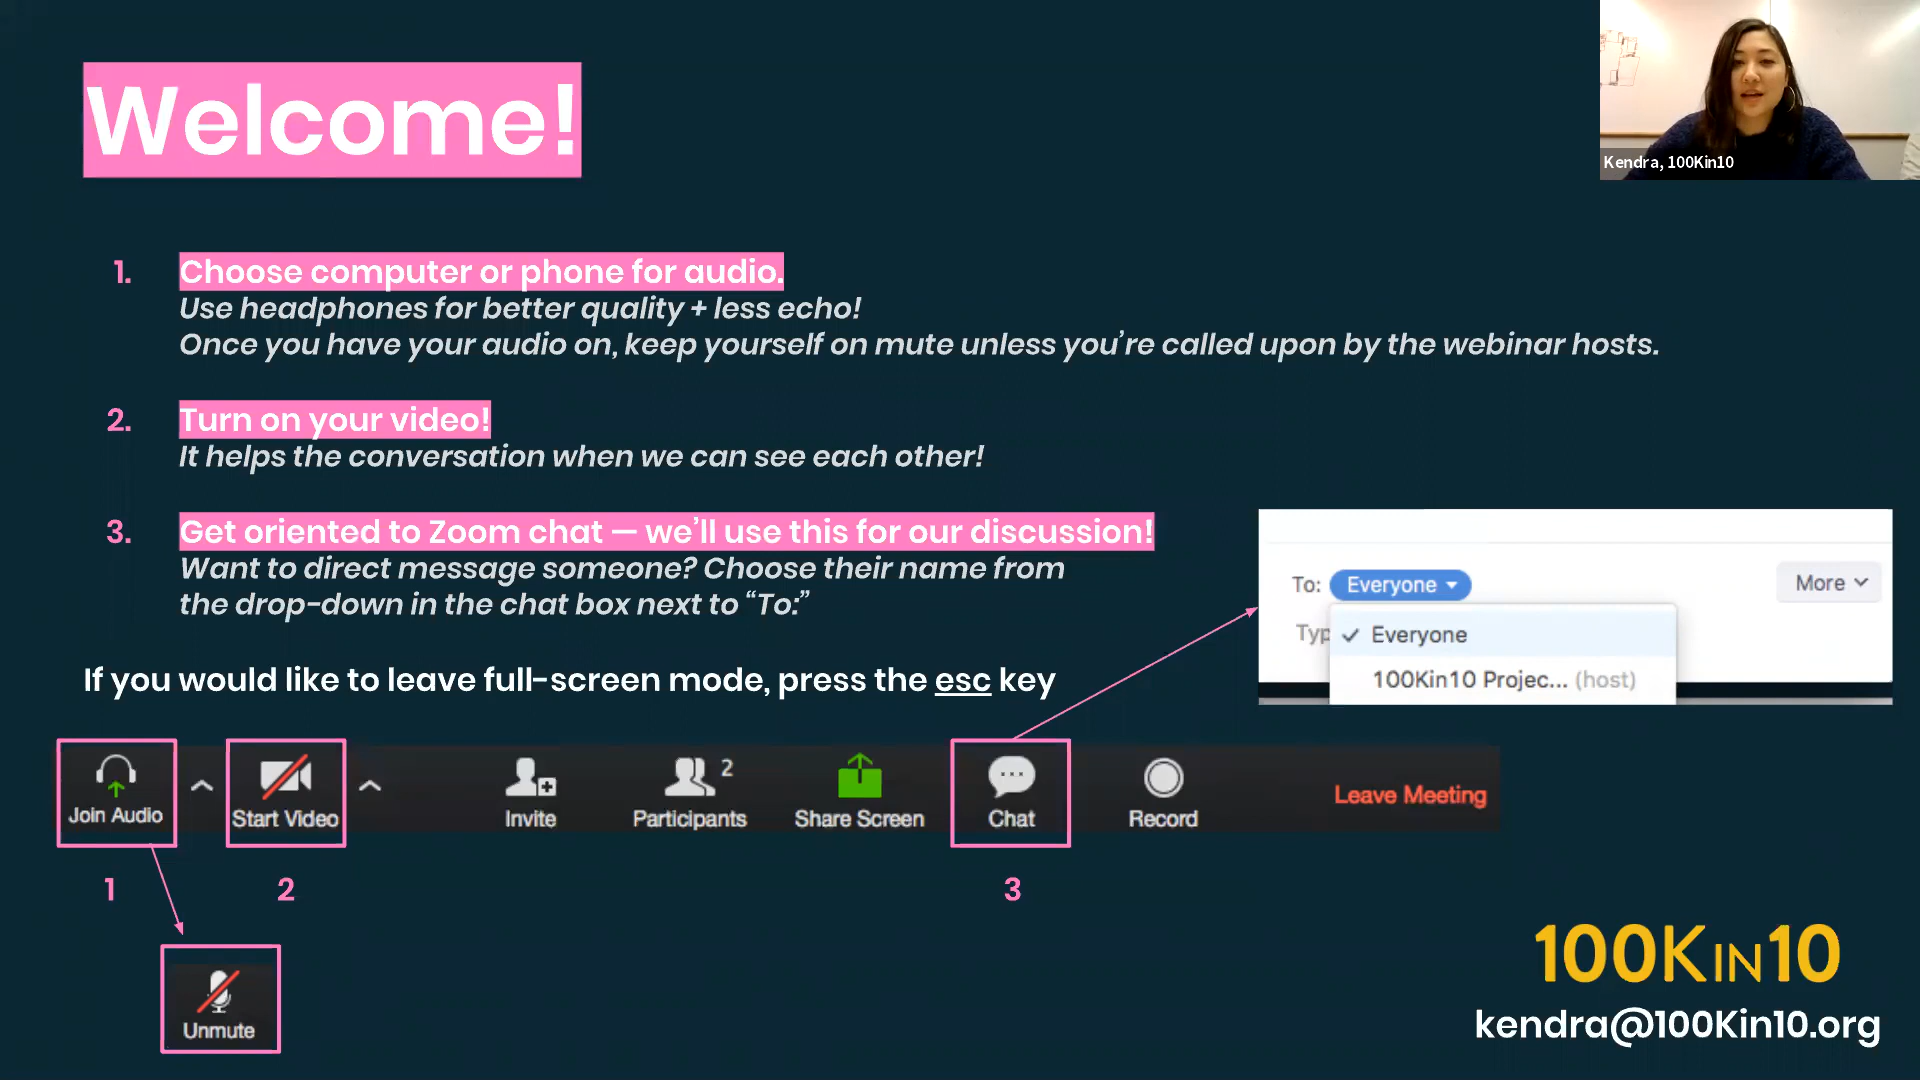 Welcome!
Kendra, 100Kin10
1. Choose computer or phone for audio.
Use headphones for better quality + less echo!
Once you have your audio on, keep yourself on mute unless you’re called upon by the webinar hosts.
2. Turn on your video!
It helps the conversation when we can see each other!
3. Get oriented to Zoom chat — we’ll use this for our discussion!
Want to direct message someone? Choose their name from
the drop-down in the chat box next to “To:”
To: Everyone More
Typ
Everyone
100Kin10 Projec... (host)
If you would like to leave full-screen mode, press the esc key
2
Join Audio Start Video Invite Participants Share Screen Chat Record Leave Meeting
1 2 3
Unmute
100KIN10
kendra@100Kin10.org